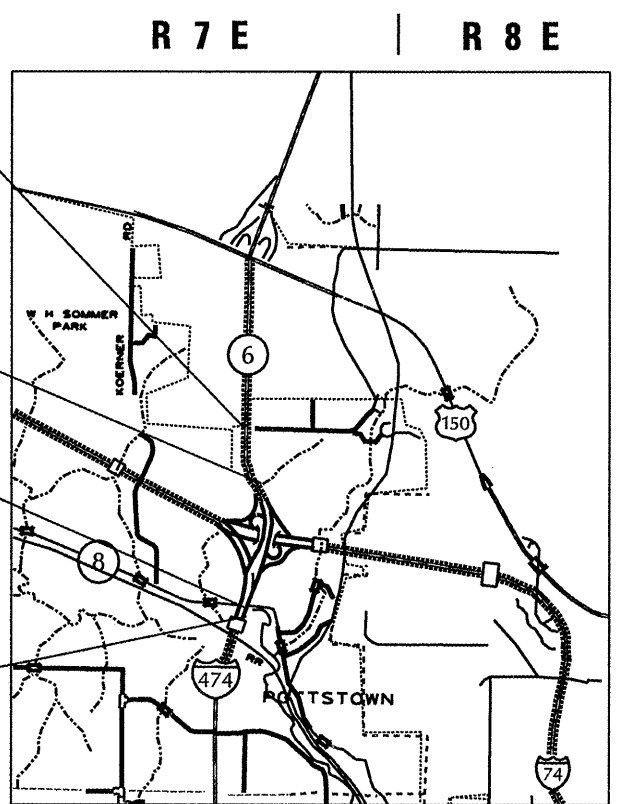 R 7 E | R 8 E
RD
W H SOMMER
PARK
KOERNER
6
150
8
RR
474
POTTSTOWN
74